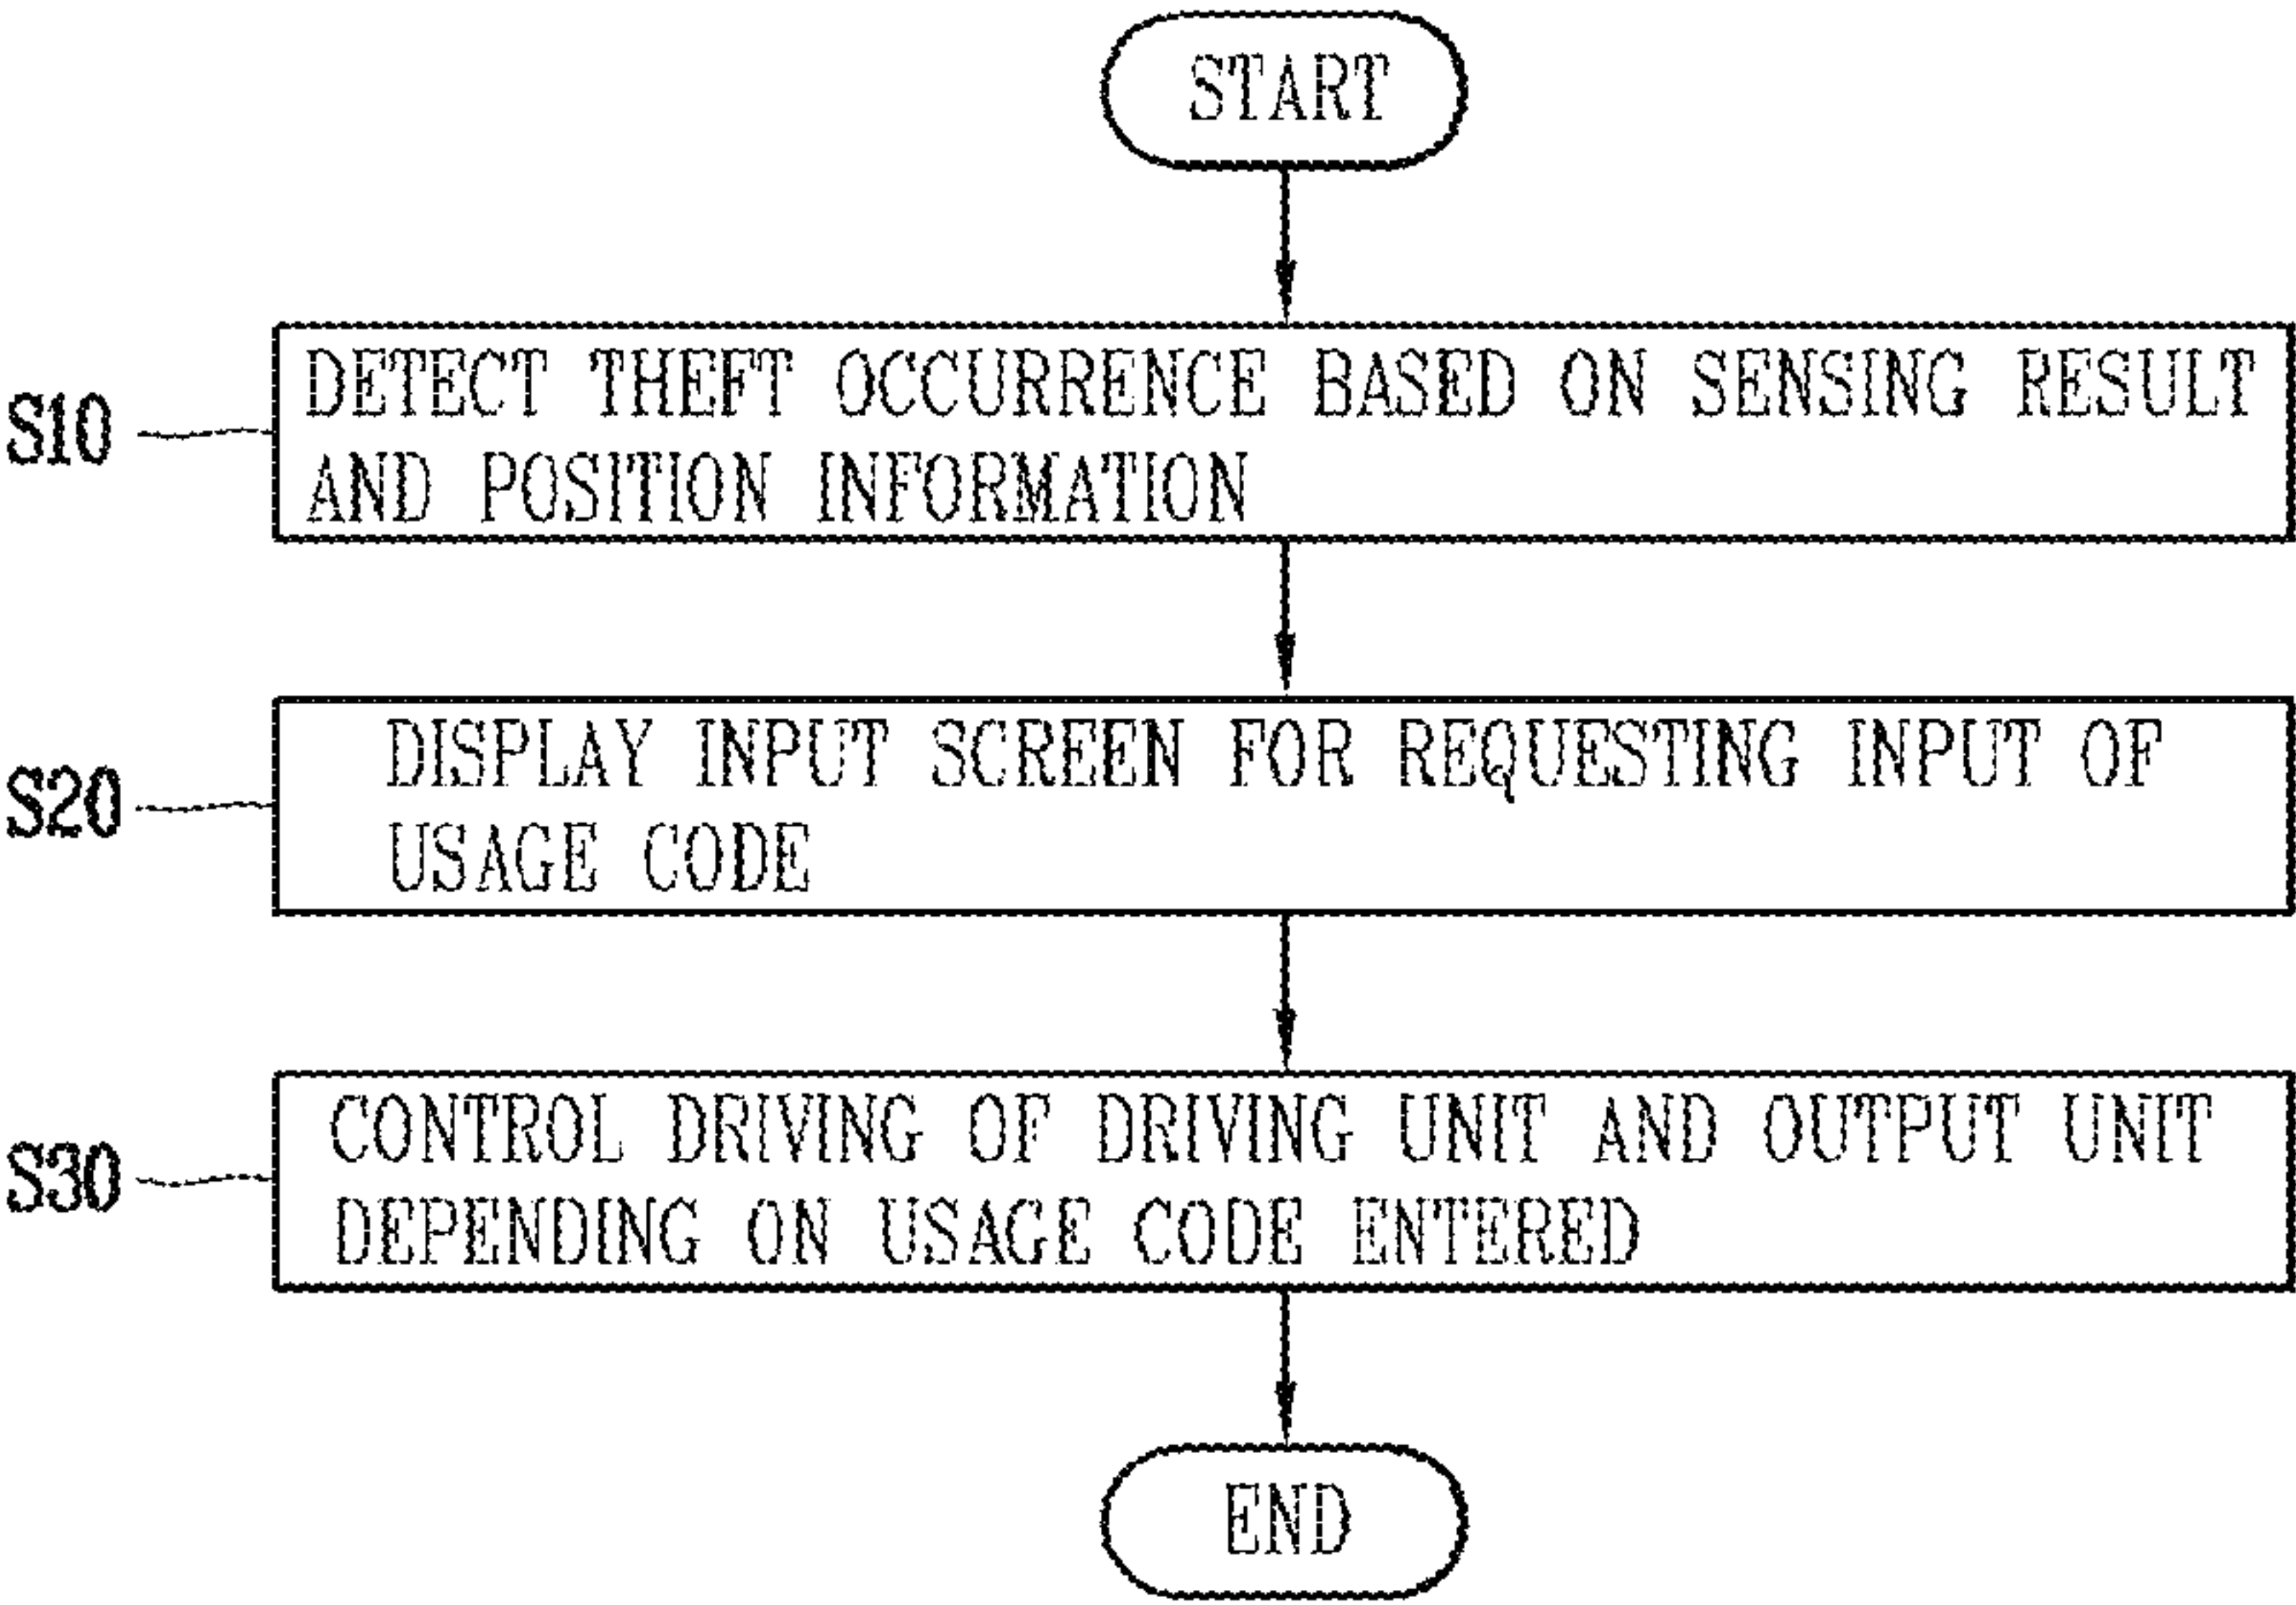 START
S10
DETECT THEFT OCCURRENCE BASED ON SENSING RESULT
AND POSITION INFORMATION
S20
DISPLAY INPUT SCREEN FOR REQUESTING INPUT OF
USAGE CODE
S30
CONTROL DRIVING OF DRIVING UNIT AND OUTPUT UNIT
DEPENDING ON USAGE CODE ENTERED
END